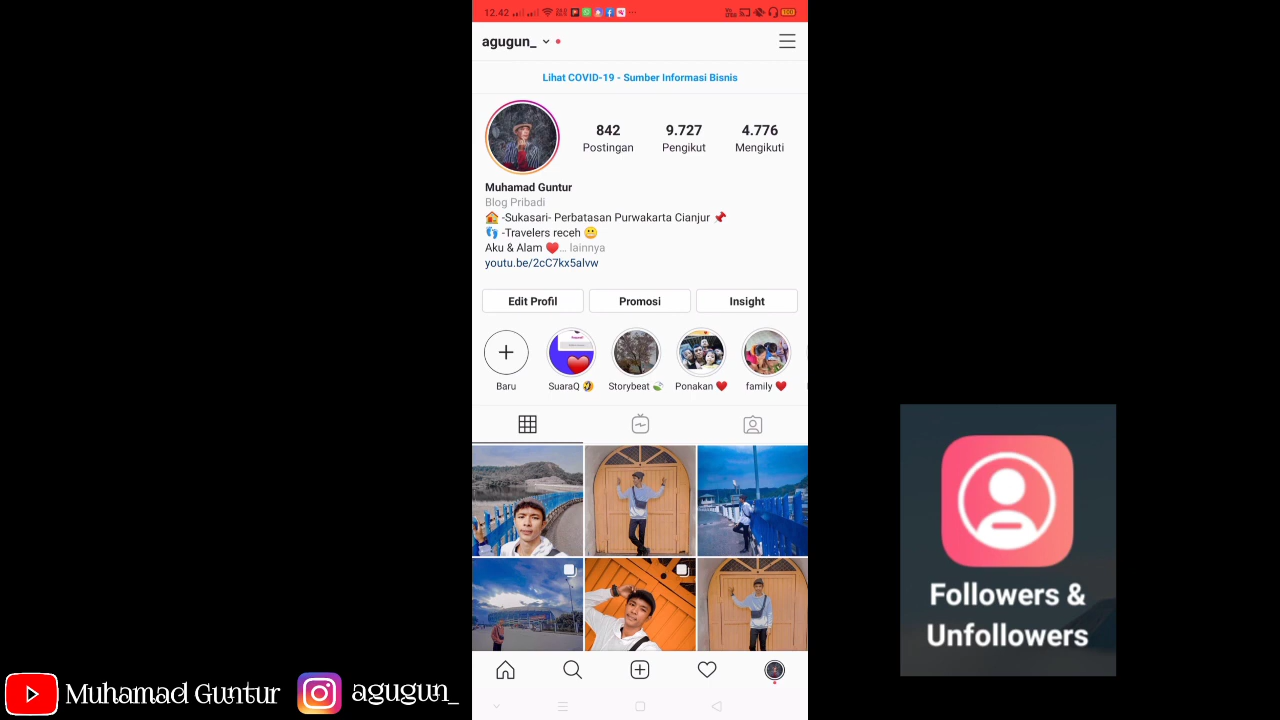 12.42
agugun_
Lihat COVID-19 - Sumber Informasi Bisnis
842
Postingan
9.727
Pengikut
4.776
Mengikuti
Muhamad Guntur
Blog Pribadi
🏠 -Sukasari- Perbatasan Purwakarta Cianjur 📌
👣 -Travelers receh 😬
Aku & Alam ❤️... lainnya
youtu.be/2cC7kx5alvw
Edit Profil
Promosi
Insight
Baru
SuaraQ 🤣
Storybeat 🍃
Ponakan ❤️
family ❤️
Followers &
Unfollowers
Muhamad Guntur
agugun_